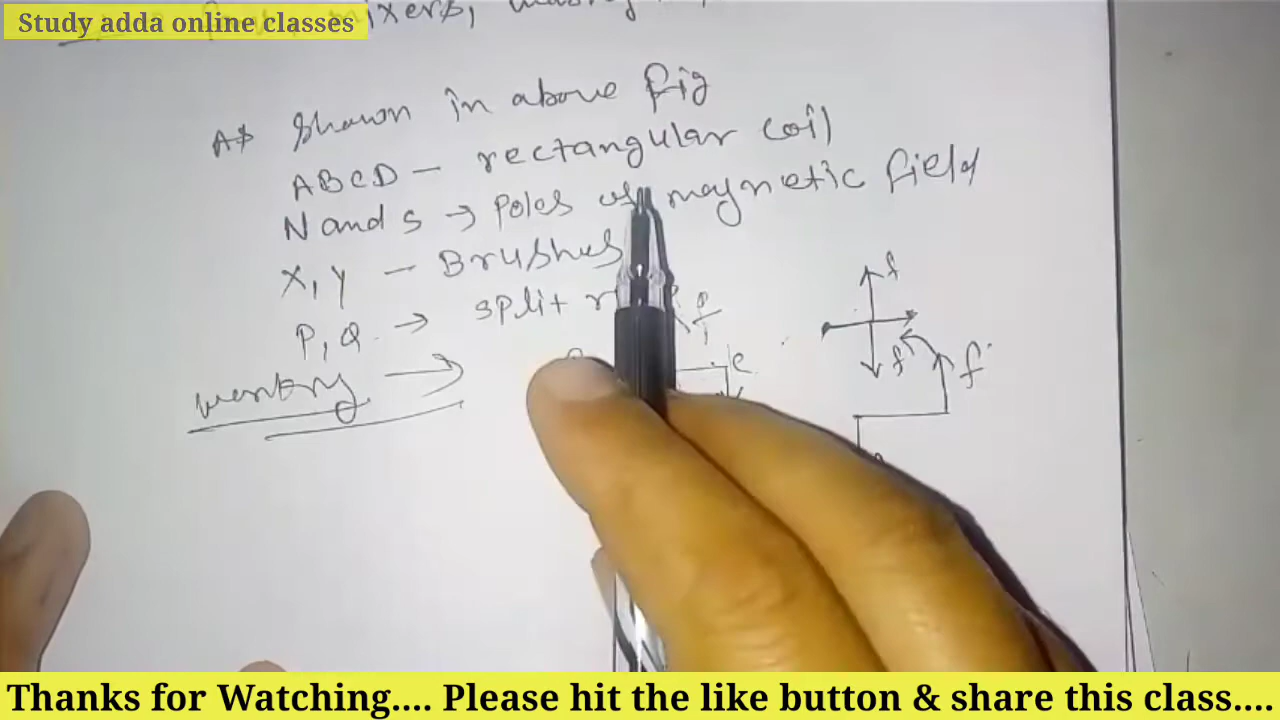 Study adda online classes
mixers,
As Shown in above fig
ABCD - rectangular coil
N and S → Poles of magnetic field
X, Y - Brushes
P, Q → split
working →
f
f
f
c
Thanks for Watching.... Please hit the like button & share this class....